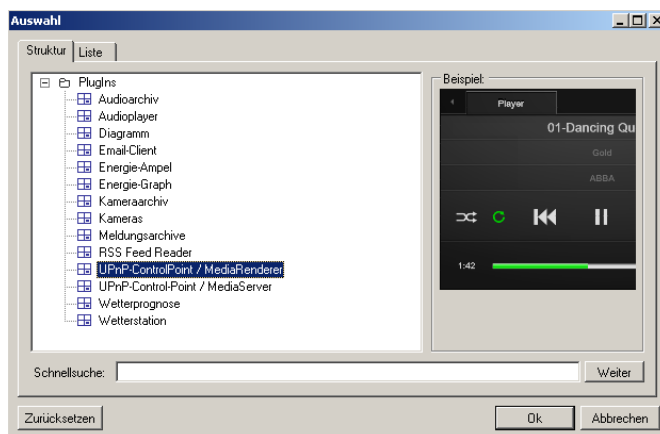 Auswahl
Struktur Liste
PlugIns
Audioarchiv
Audioplayer
Diagramm
Email-Client
Energie-Ampel
Energie-Graph
Kameraarchiv
Kameras
Meldungsarchive
RSS Feed Reader
UPnP-ControlPoint / MediaRenderer
UPnP-Control-Point / MediaServer
Wetterprognose
Wetterstation
Beispiel:
Player
01-Dancing Qu
Gold
ABBA
1:42
Schnellsuche:
Weiter
Zurücksetzen
Ok
Abbrechen